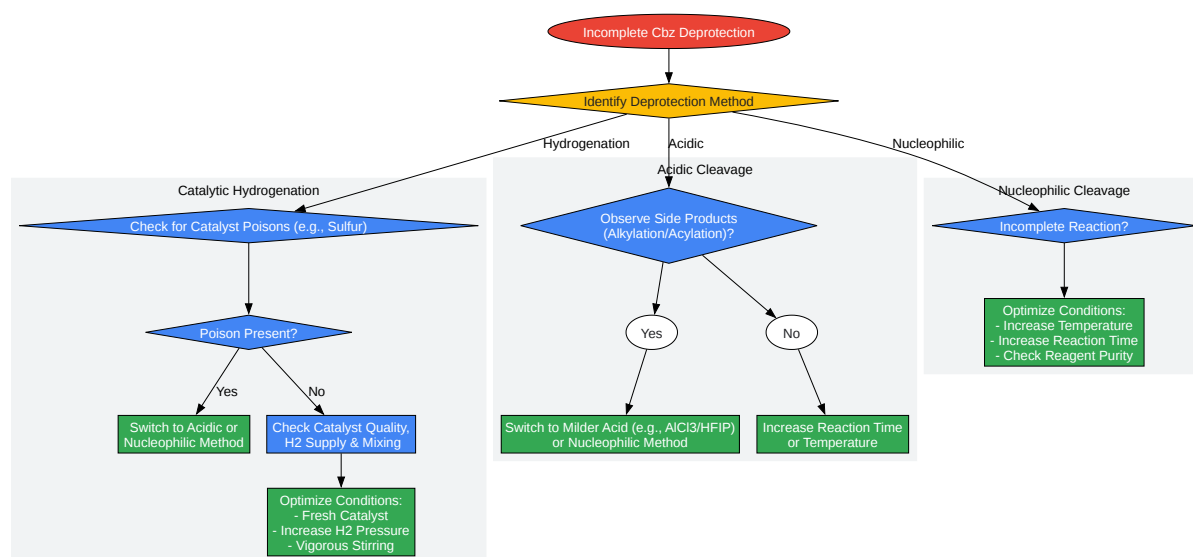 Incomplete Cbz Deprotection
Identify Deprotection Method
Hydrogenation
Acidic
Nucleophilic
Catalytic Hydrogenation
Check for Catalyst Poisons (e.g., Sulfur)
Poison Present?
Yes
No
Switch to Acidic or
Nucleophilic Method
Check Catalyst Quality,
H2 Supply & Mixing
Optimize Conditions:
- Fresh Catalyst
- Increase H2 Pressure
- Vigorous Stirring
Acidic Cleavage
Observe Side Products
(Alkylation/Acylation)?
Yes
No
Switch to Milder Acid (e.g., AlCl3/HFIP)
or Nucleophilic Method
Increase Reaction Time
or Temperature
Nucleophilic Cleavage
Incomplete Reaction?
Optimize Conditions:
- Increase Temperature
- Increase Reaction Time
- Check Reagent Purity